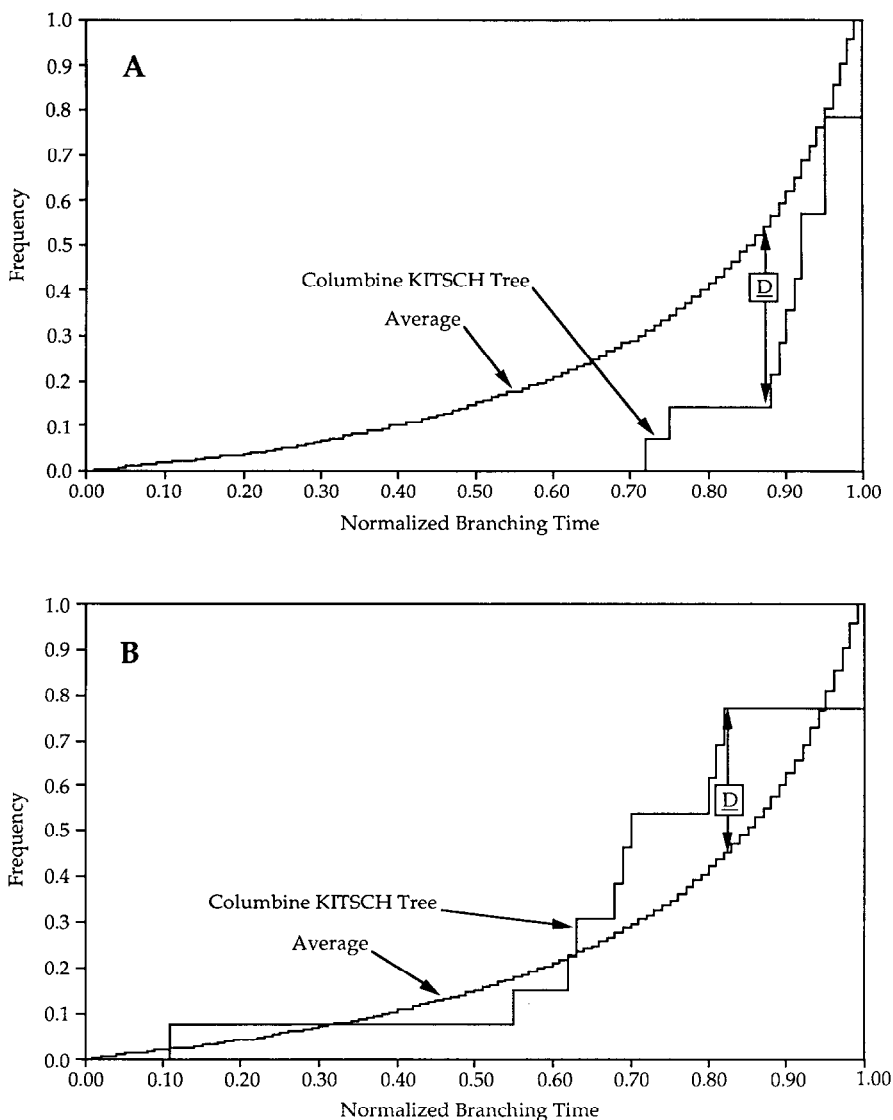 A
1.0
0.9
0.8
0.7
0.6
0.5
0.4
0.3
0.2
0.1
0.0
Frequency
Columbine KITSCH Tree
Average
D
0.00 0.10 0.20 0.30 0.40 0.50 0.60 0.70 0.80 0.90 1.00
Normalized Branching Time
B
1.0
0.9
0.8
0.7
0.6
0.5
0.4
0.3
0.2
0.1
0.0
Frequency
D
Columbine KITSCH Tree
Average
0.00 0.10 0.20 0.30 0.40 0.50 0.60 0.70 0.80 0.90 1.00
Normalized Branching Time